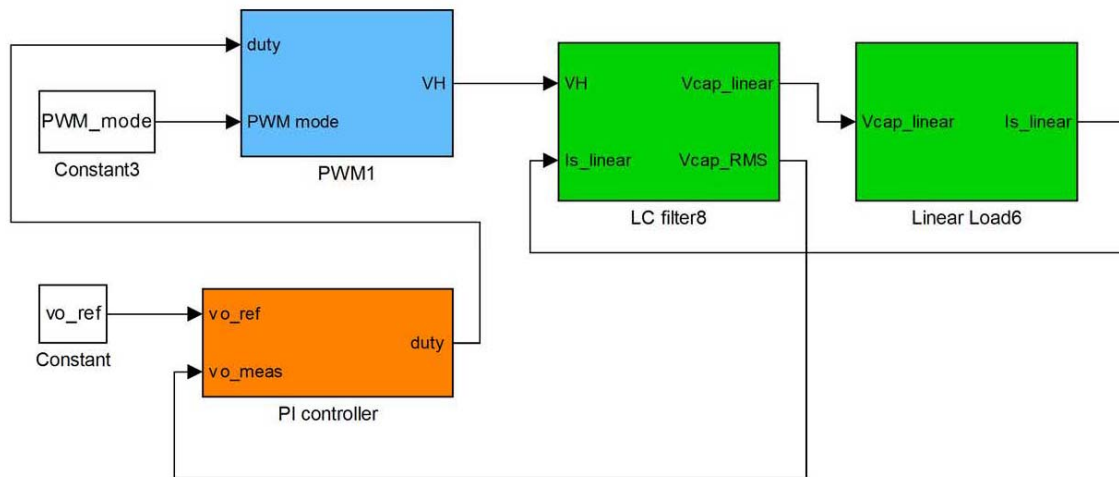 duty
VH
PWM mode
PWM1
PWM_mode
Constant3
VH
Vcap_linear
Is_linear
Vcap_RMS
LC filter8
Vcap_linear
Is_linear
Linear Load6
vo_ref
Constant
vo_ref
duty
vo_meas
PI controller